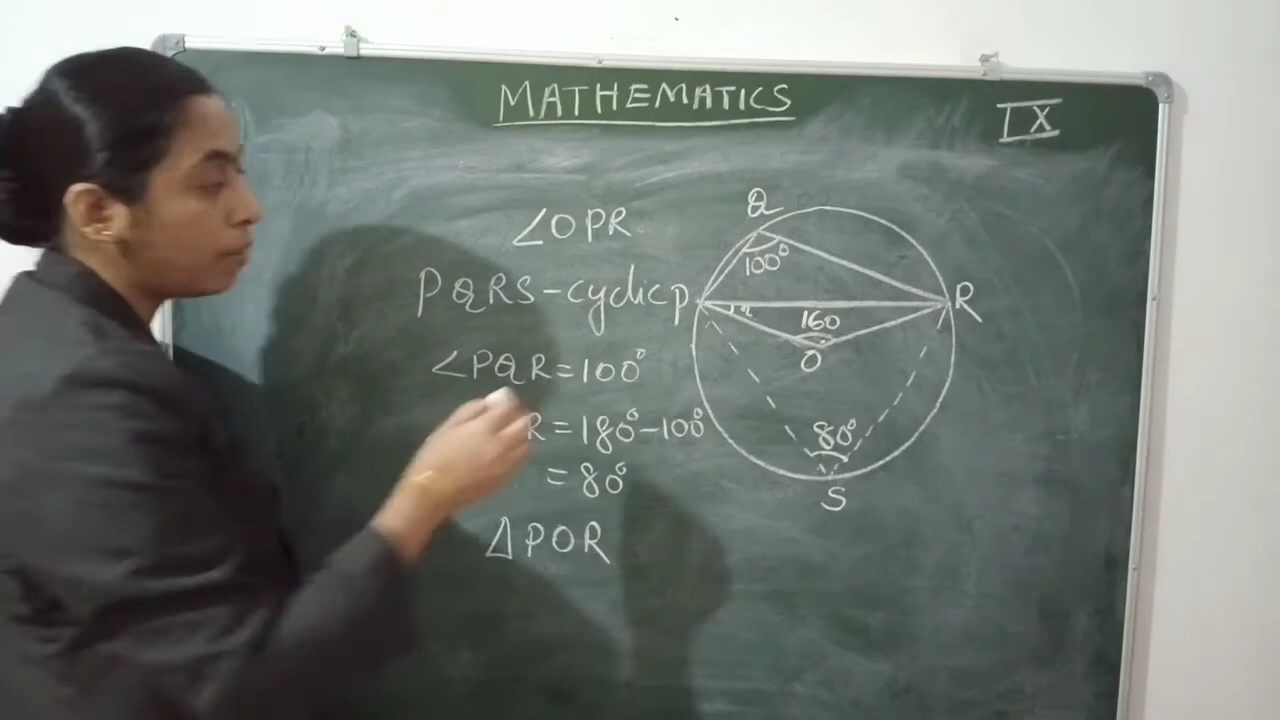 MATHEMATICS
IX
∠OPR
PQRS-cyclic
∠PQR=100°
R=180°-100°
=80°
△POR
Q
100°
P
R
160
O
80°
S